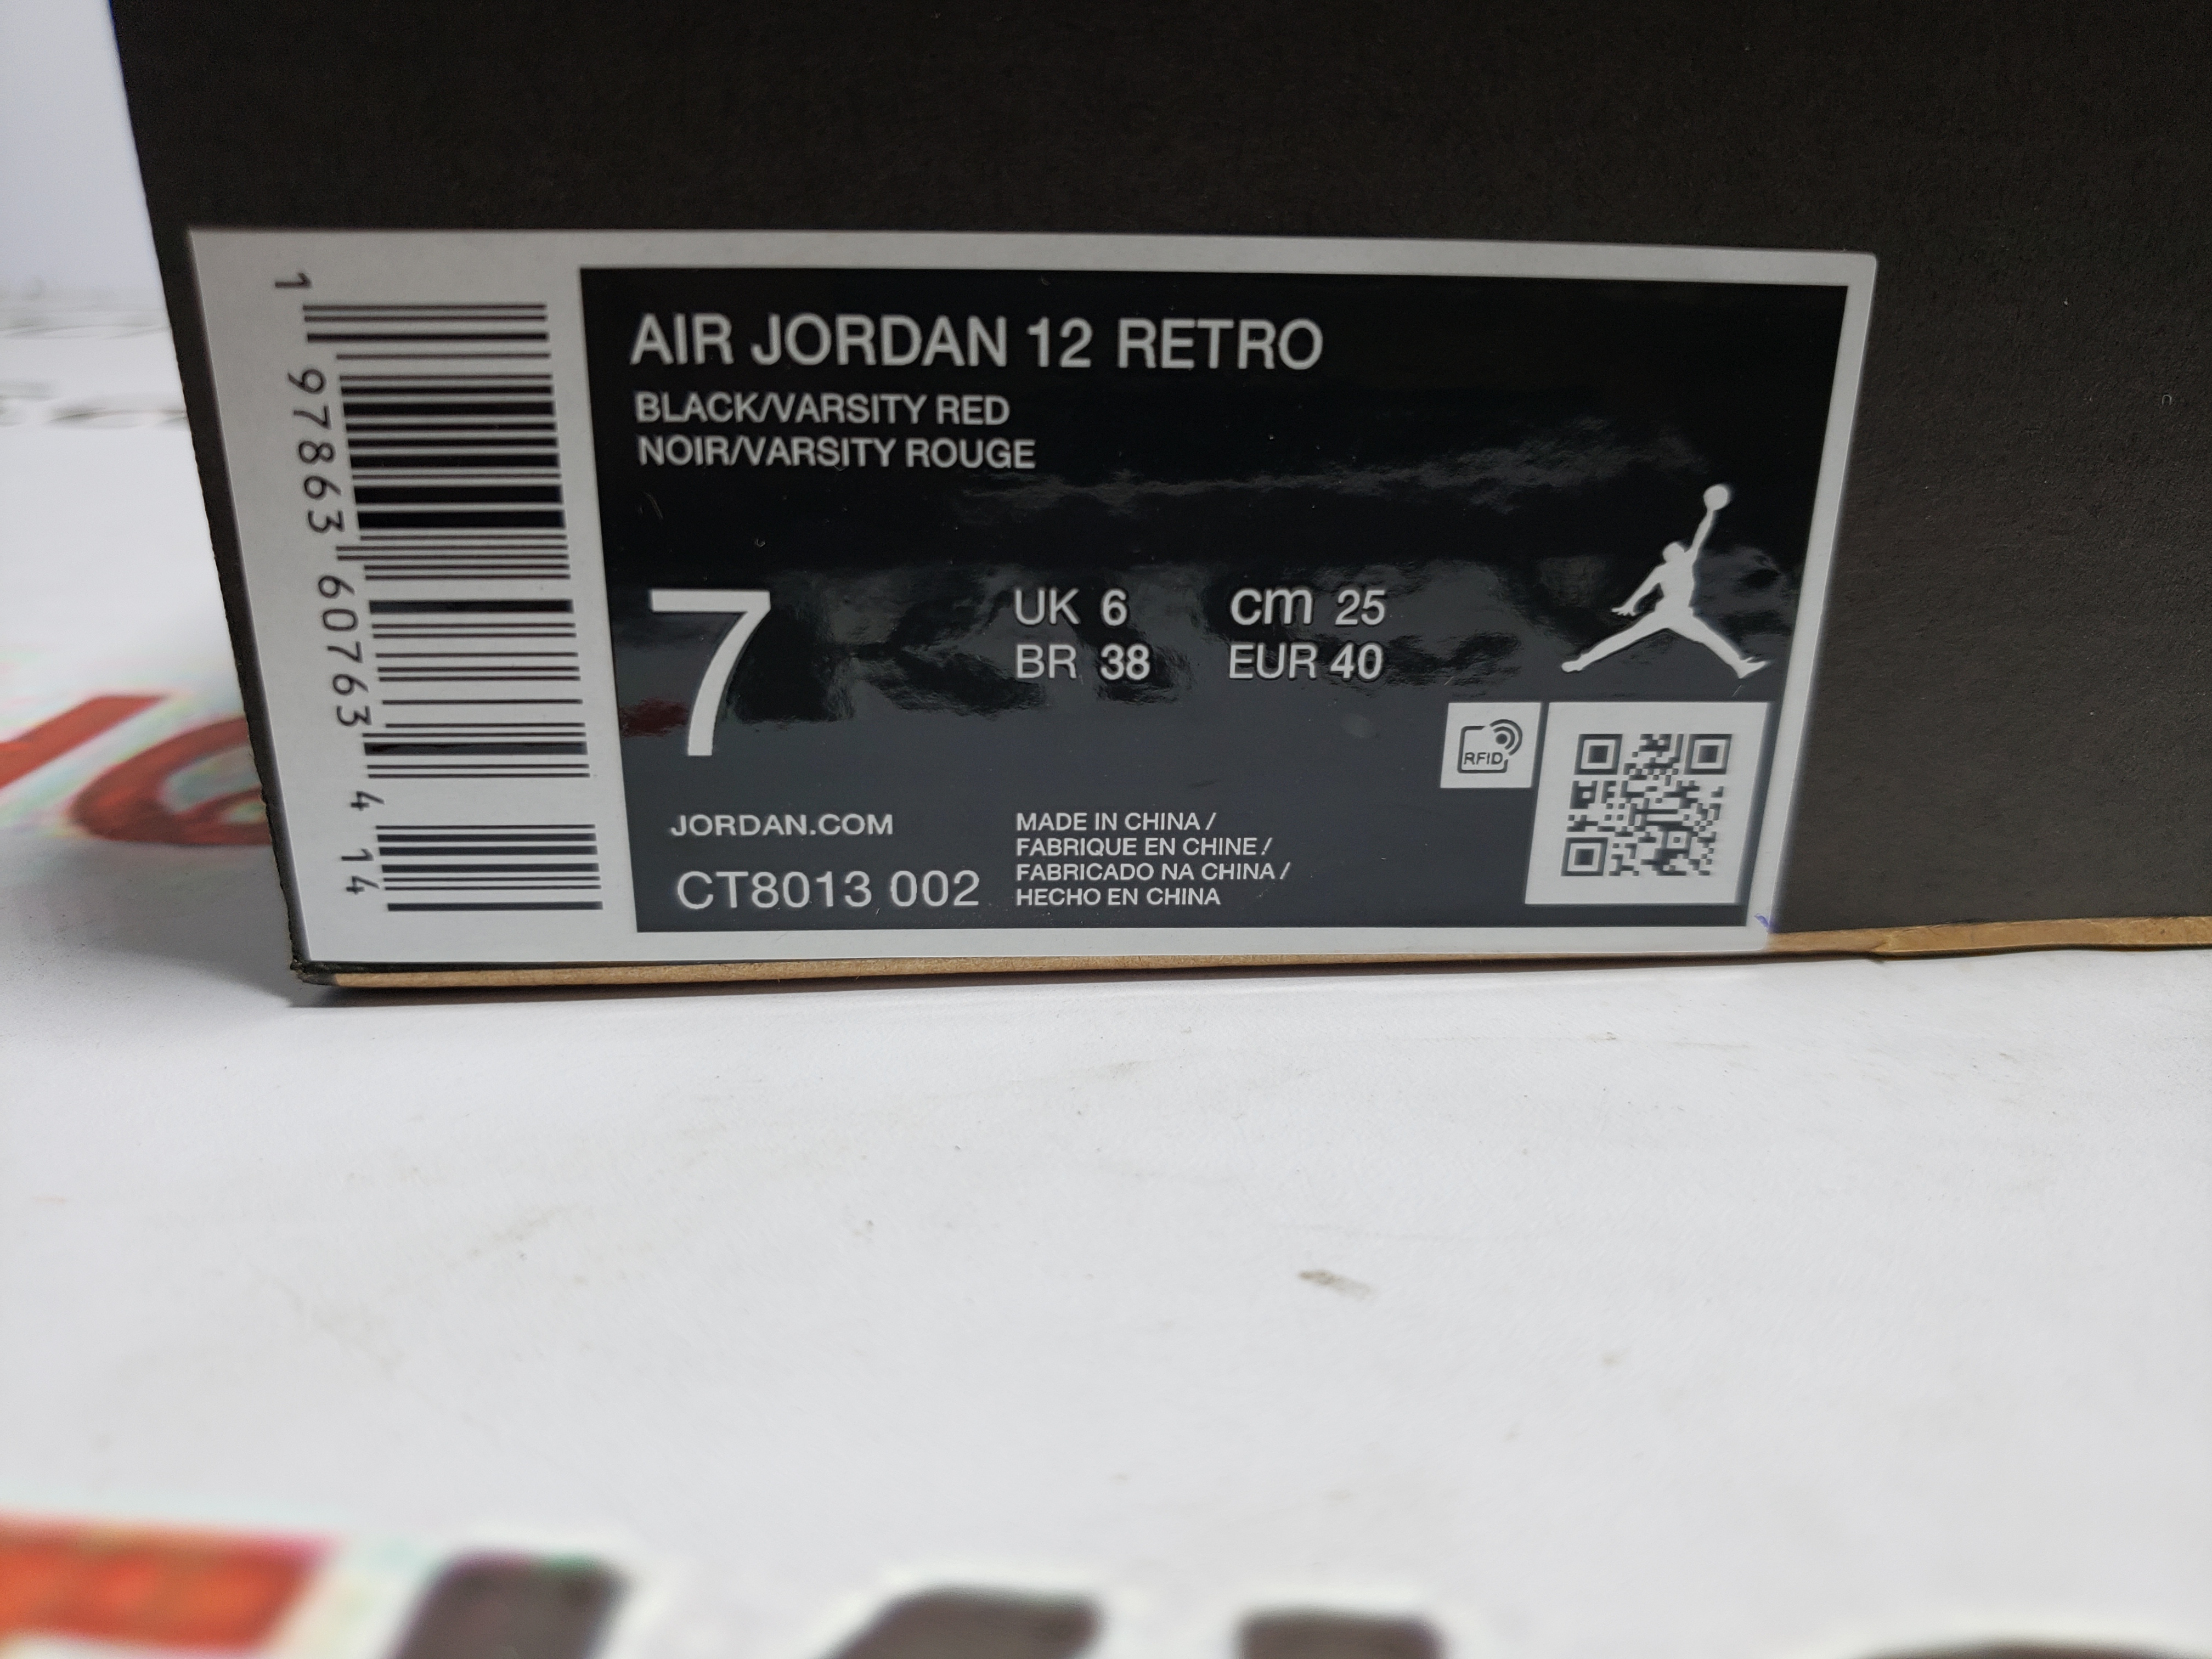 1 97863 60763 4 14
AIR JORDAN 12 RETRO
BLACK/VARSITY RED
NOIR/VARSITY ROUGE
7
UK 6 cm 25
BR 38 EUR 40
RFID
JORDAN.COM
CT8013 002
MADE IN CHINA /
FABRIQUE EN CHINE /
FABRICADO NA CHINA /
HECHO EN CHINA